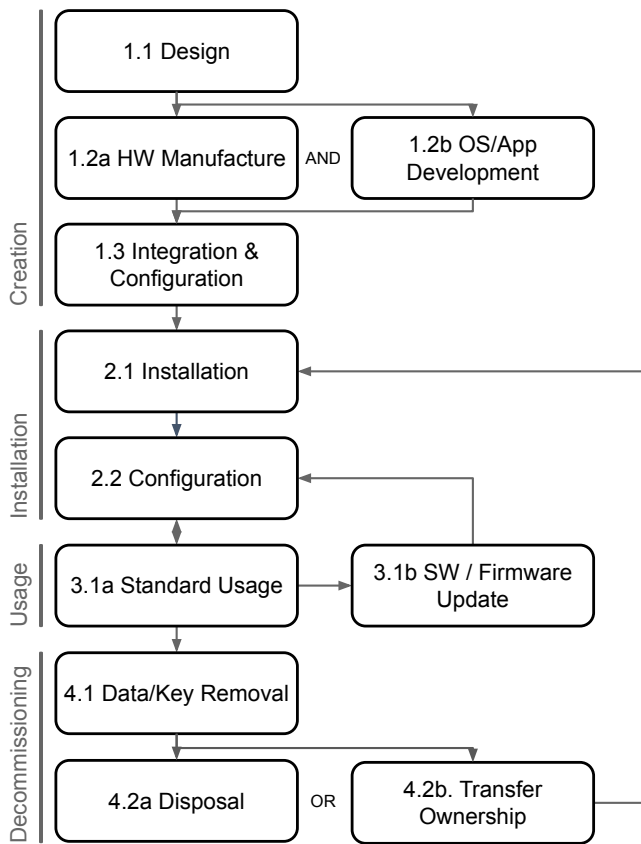 1.1 Design
1.2a HW Manufacture
AND
1.2b OS/App
Development
1.3 Integration &
Configuration
Creation
2.1 Installation
2.2 Configuration
Installation
3.1a Standard Usage
3.1b SW / Firmware
Update
Usage
4.1 Data/Key Removal
4.2a Disposal
OR
4.2b. Transfer
Ownership
Decommissioning